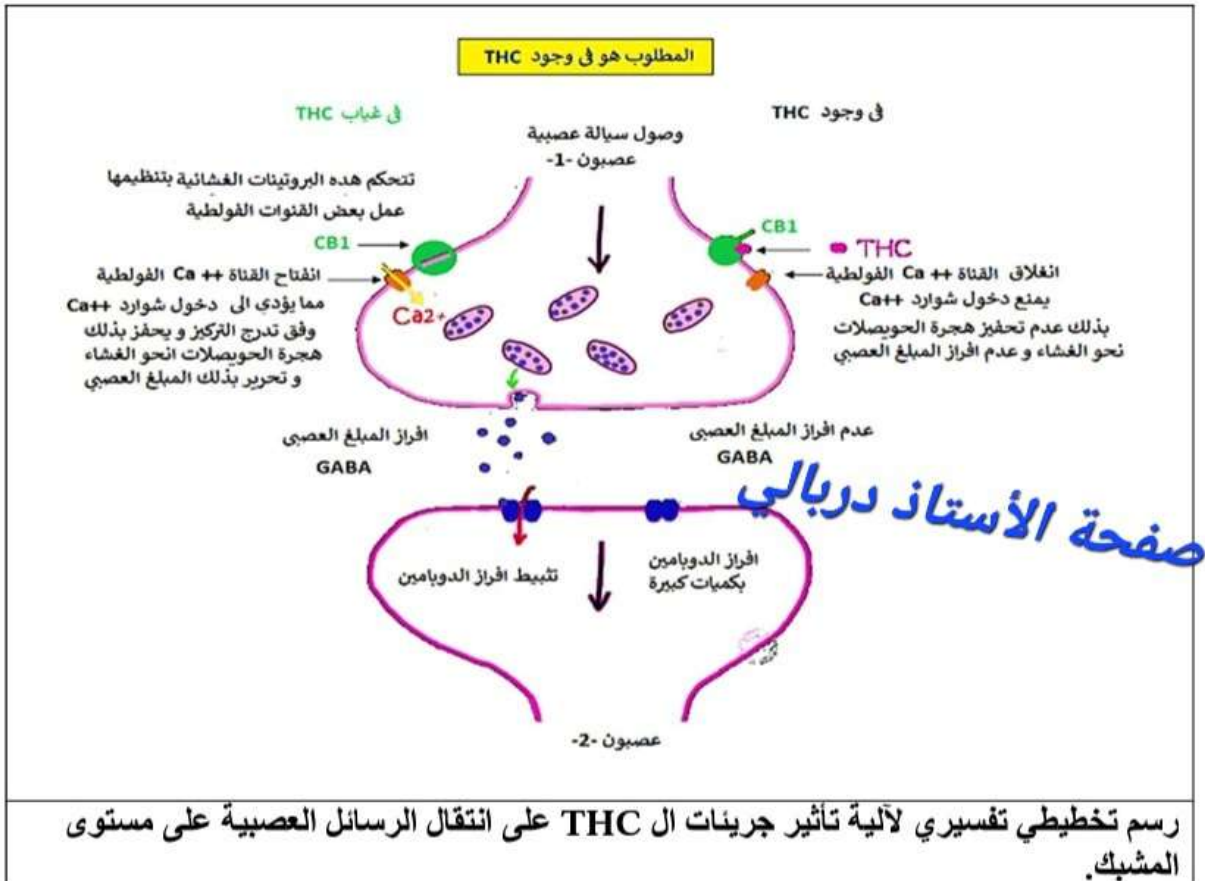 المطلوب هو في وجود THC
في غياب THC
في وجود THC
وصول سيالة عصبية
عصبون -1-
تتحكم هذه البروتينات الغشائية بتنظيمها
عمل بعض القنوات الفولطية
CB1
انفتاح القناة Ca ++ الفولطية
مما يؤدي الى دخول شوارد Ca++
وفق تدرج التركيز و يحفز بذلك
هجرة الحويصلات انحو الغشاء
و تحرير بذلك المبلغ العصبي
Ca2+
CB1
THC
انغلاق القناة Ca ++ الفولطية
يمنع دخول شوارد Ca++
بذلك عدم تحفيز هجرة الحويصلات
نحو الغشاء و عدم افراز المبلغ العصبي
افراز المبلغ العصبي
GABA
عدم افراز المبلغ العصبي
GABA
صفحة الأستاذ دربالي
تثبيط افراز الدوبامين
افراز الدوبامين
بكميات كبيرة
عصبون -2-
رسم تخطيطي تفسيري لآلية تأثير جريئات ال THC على انتقال الرسائل العصبية على مستوى
المشبك.